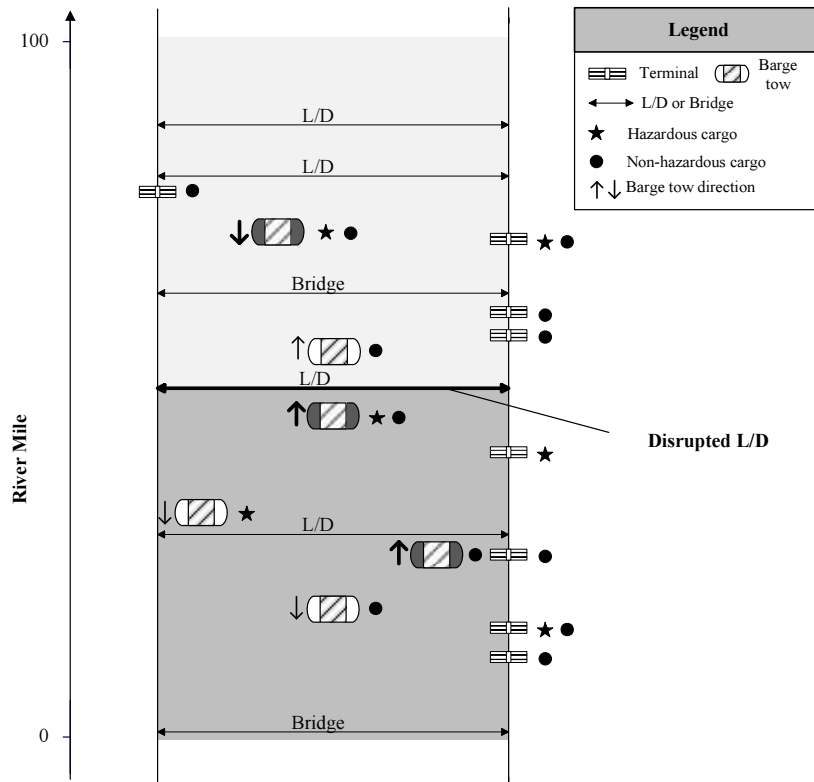 100
Legend
Terminal
Barge
tow
L/D or Bridge
Hazardous cargo
Non-hazardous cargo
Barge tow direction
L/D
L/D
Bridge
L/D
Disrupted L/D
River Mile
L/D
Bridge
0